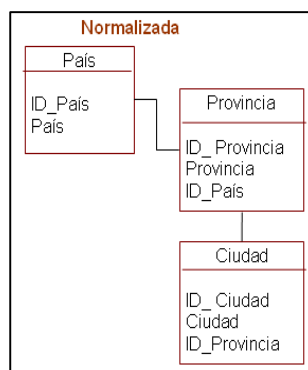 Normalizada
País
ID_País
País
Provincia
ID_ Provincia
Provincia
ID_País
Ciudad
ID_ Ciudad
Ciudad
ID_Provincia